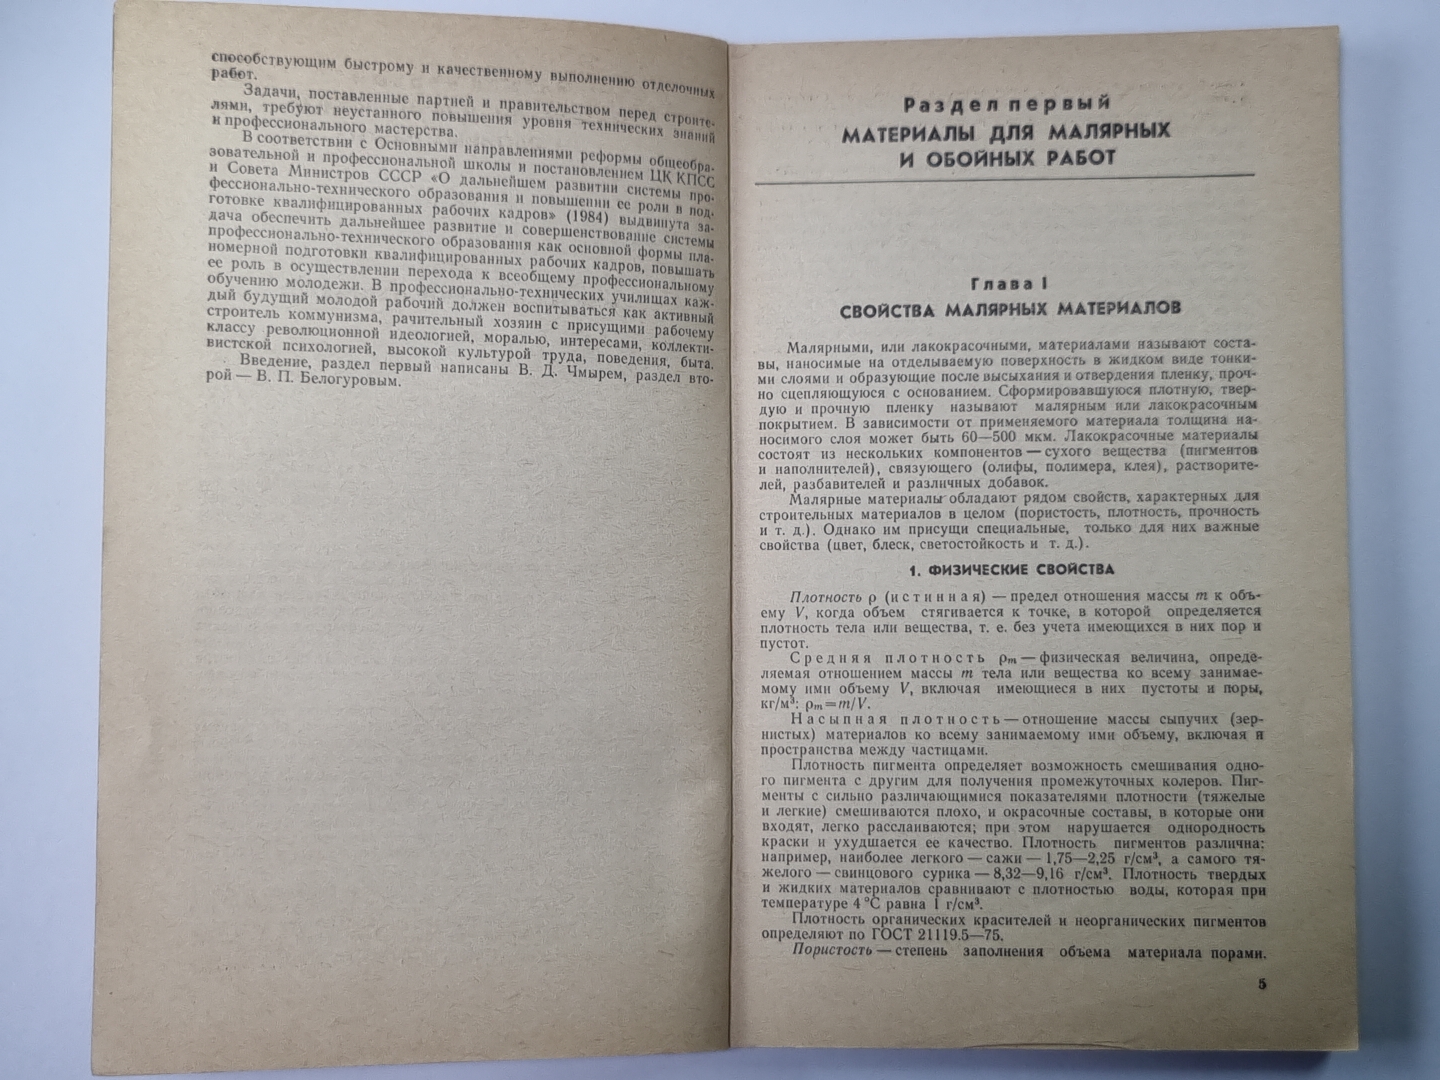 способствующим быстрому и качественному выполнению отделочных
работ.
Задачи, поставленные партией и правительством перед строите-
лями, требуют неустанного повышения уровня технических знаний
и профессионального мастерства.
В соответствии с Основными направлениями реформы общеобра-
зовательной и профессиональной школы и постановлением ЦК КПСС
и Совета Министров СССР «О дальнейшем развитии системы про-
фессионально-технического образования и повышении ее роли в под-
готовке квалифицированных рабочих кадров» (1984) выдвинута за-
дача обеспечить дальнейшее развитие и совершенствование системы
профессионально-технического образования как основной формы пла-
номерной подготовки квалифицированных рабочих кадров, повышать
ее роль в осуществлении перехода к всеобщему профессиональному
обучению молодежи. В профессионально-технических училищах каж-
дый будущий молодой рабочий должен воспитываться как активный
строитель коммунизма, рачительный хозяин с присущими рабочему
классу революционной идеологией, моралью, интересами, коллекти-
вистской психологией, высокой культурой труда, поведения, быта.
Введение, раздел первый написаны В. Д. Чмырем, раздел вто-
рой — В. П. Белогуровым.
Раздел первый
МАТЕРИАЛЫ ДЛЯ МАЛЯРНЫХ
И ОБОЙНЫХ РАБОТ
Глава I
СВОЙСТВА МАЛЯРНЫХ МАТЕРИАЛОВ
Малярными, или лакокрасочными, материалами называют соста-
вы, наносимые на отделываемую поверхность в жидком виде тонки-
ми слоями и образующие после высыхания и отвердения пленку, проч-
но сцепляющуюся с основанием. Сформировавшуюся плотную, твер-
дую и прочную пленку называют малярным или лакокрасочным
покрытием. В зависимости от применяемого материала толщина на-
носимого слоя может быть 60—500 мкм. Лакокрасочные материалы
состоят из нескольких компонентов — сухого вещества (пигментов
и наполнителей), связующего (олифы, полимера, клея), растворите-
лей, разбавителей и различных добавок.
Малярные материалы обладают рядом свойств, характерных для
строительных материалов в целом (пористость, плотность, прочность
и т. д.). Однако им присущи специальные, только для них важные
свойства (цвет, блеск, светостойкость и т. д.).
1. ФИЗИЧЕСКИЕ СВОЙСТВА
Плотность ρ (истинная) — предел отношения массы m к объ-
ему V, когда объем стягивается к точке, в которой определяется
плотность тела или вещества, т. е. без учета имеющихся в них пор и
пустот.
Средняя плотность ρm — физическая величина, опреде-
ляемая отношением массы m тела или вещества ко всему занимае-
мому ими объему V, включая имеющиеся в них пустоты и поры,
кг/м³: ρm=m/V.
Насыпная плотность — отношение массы сыпучих (зер-
нистых) материалов ко всему занимаемому ими объему, включая и
пространства между частицами.
Плотность пигмента определяет возможность смешивания одно-
го пигмента с другим для получения промежуточных колеров. Пиг-
менты с сильно различающимися показателями плотности (тяжелые
и легкие) смешиваются плохо, и окрасочные составы, в которые они
входят, легко расслаиваются; при этом нарушается однородность
краски и ухудшается ее качество. Плотность пигментов различна:
например, наиболее легкого — сажи — 1,75—2,25 г/см³, а самого тя-
желого — свинцового сурика — 8,32—9,16 г/см³. Плотность твердых
и жидких материалов сравнивают с плотностью воды, которая при
температуре 4 °С равна 1 г/см³.
Плотность органических красителей и неорганических пигментов
определяют по ГОСТ 21119.5—75.
Пористость — степень заполнения объема материала порами.
5